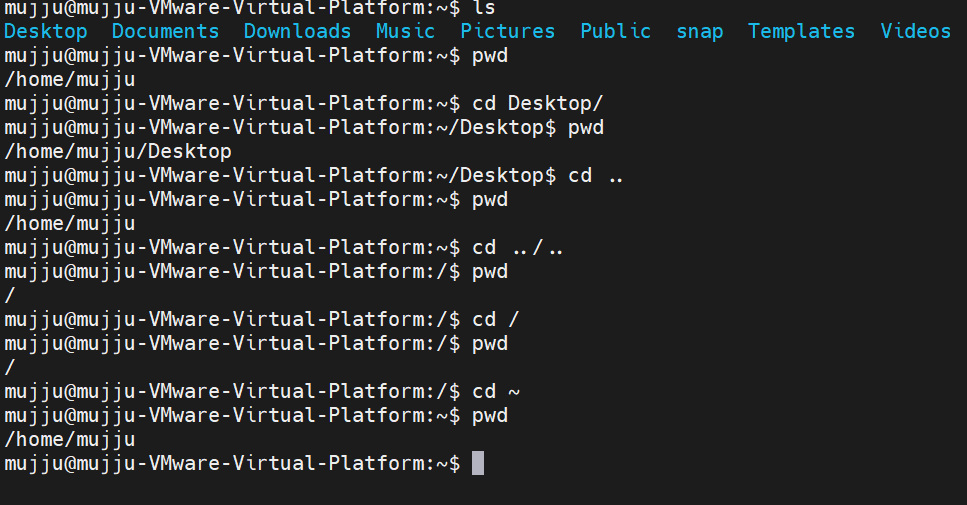 mujju@mujju-VMware-Virtual-Platform:~$ ls
Desktop  Documents  Downloads  Music  Pictures  Public  snap  Templates  Videos
mujju@mujju-VMware-Virtual-Platform:~$ pwd
/home/mujju
mujju@mujju-VMware-Virtual-Platform:~$ cd Desktop/
mujju@mujju-VMware-Virtual-Platform:~/Desktop$ pwd
/home/mujju/Desktop
mujju@mujju-VMware-Virtual-Platform:~/Desktop$ cd ..
mujju@mujju-VMware-Virtual-Platform:~$ pwd
/home/mujju
mujju@mujju-VMware-Virtual-Platform:~$ cd ../..
mujju@mujju-VMware-Virtual-Platform:/$ pwd
/
mujju@mujju-VMware-Virtual-Platform:/$ cd /
mujju@mujju-VMware-Virtual-Platform:/$ pwd
/
mujju@mujju-VMware-Virtual-Platform:/$ cd ~
mujju@mujju-VMware-Virtual-Platform:~$ pwd
/home/mujju
mujju@mujju-VMware-Virtual-Platform:~$